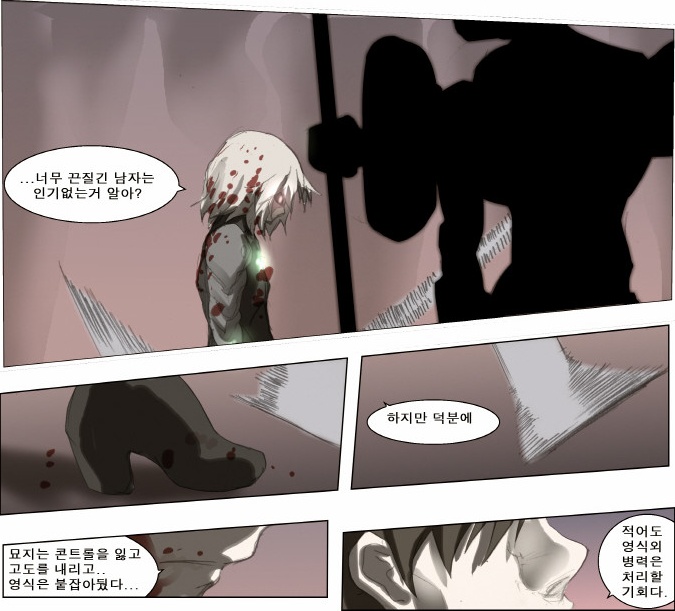 ...너무 끈질긴 남자는
인기없는거 알아?
하지만 덕분에
묘지는 콘트롤을 잃고
고도를 내리고..
영식은 붙잡아뒀다...
적어도
영식외
병력은
처리할
기회다.